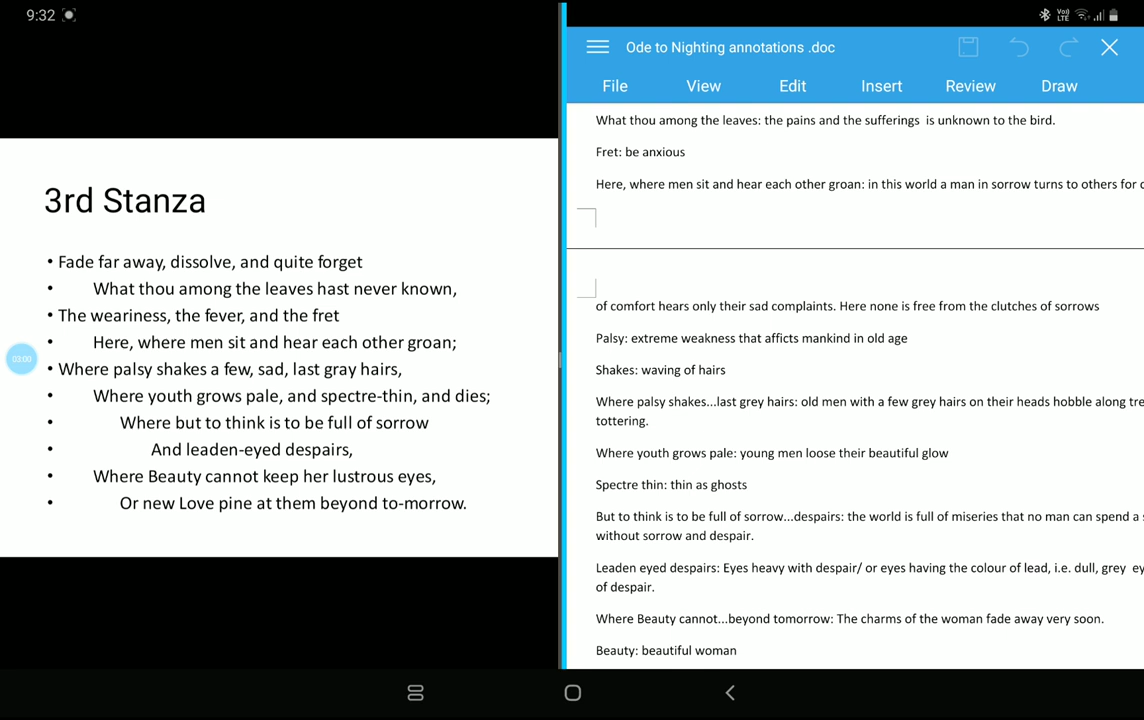 9:32
Vo) LTE
3rd Stanza
• Fade far away, dissolve, and quite forget
• What thou among the leaves hast never known,
• The weariness, the fever, and the fret
• Here, where men sit and hear each other groan;
• Where palsy shakes a few, sad, last gray hairs,
• Where youth grows pale, and spectre-thin, and dies;
• Where but to think is to be full of sorrow
• And leaden-eyed despairs,
• Where Beauty cannot keep her lustrous eyes,
• Or new Love pine at them beyond to-morrow.
03:00
Ode to Nighting annotations .doc
File View Edit Insert Review Draw
What thou among the leaves: the pains and the sufferings is unknown to the bird.
Fret: be anxious
Here, where men sit and hear each other groan: in this world a man in sorrow turns to others for
of comfort hears only their sad complaints. Here none is free from the clutches of sorrows
Palsy: extreme weakness that afficts mankind in old age
Shakes: waving of hairs
Where palsy shakes...last grey hairs: old men with a few grey hairs on their heads hobble along tre
tottering.
Where youth grows pale: young men loose their beautiful glow
Spectre thin: thin as ghosts
But to think is to be full of sorrow...despairs: the world is full of miseries that no man can spend a
without sorrow and despair.
Leaden eyed despairs: Eyes heavy with despair/ or eyes having the colour of lead, i.e. dull, grey ey
of despair.
Where Beauty cannot...beyond tomorrow: The charms of the woman fade away very soon.
Beauty: beautiful woman